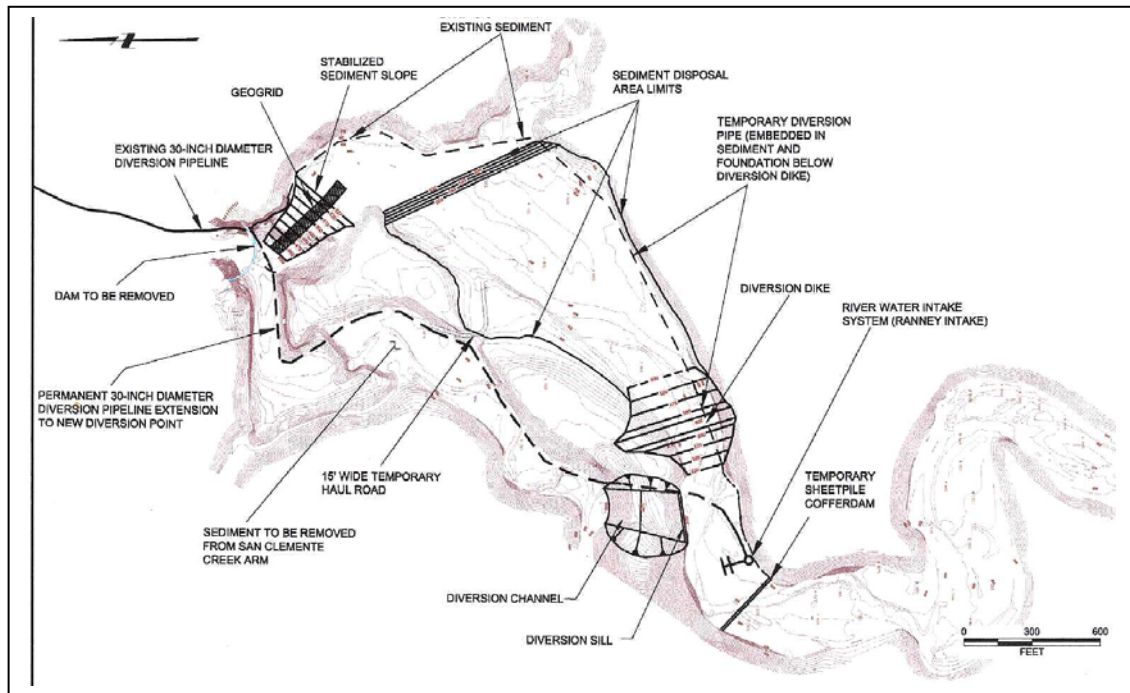 EXISTING SEDIMENT
STABILIZED
SEDIMENT SLOPE
GEOGRID
EXISTING 30-INCH DIAMETER
DIVERSION PIPELINE
SEDIMENT DISPOSAL
AREA LIMITS
TEMPORARY DIVERSION
PIPE (EMBEDDED IN
SEDIMENT AND
FOUNDATION BELOW
DIVERSION DIKE)
DAM TO BE REMOVED
DIVERSION DIKE
RIVER WATER INTAKE
SYSTEM (RANNEY INTAKE)
PERMANENT 30-INCH DIAMETER
DIVERSION PIPELINE EXTENSION
TO NEW DIVERSION POINT
15' WIDE TEMPORARY
HAUL ROAD
TEMPORARY
SHEETPILE
COFFERDAM
SEDIMENT TO BE REMOVED
FROM SAN CLEMENTE
CREEK ARM
DIVERSION CHANNEL
DIVERSION SILL
0 300 600
FEET